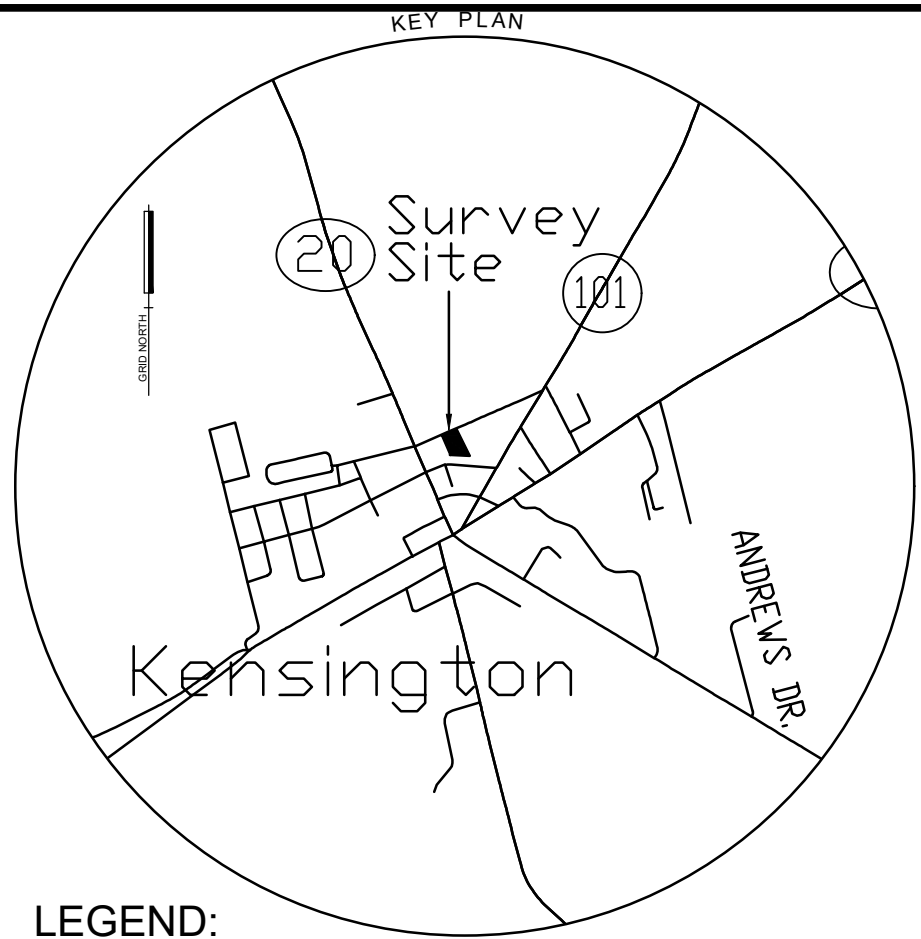 KEY PLAN
Survey
Site
20
101
GRID NORTH
ANDREWS DR.
Kensington
LEGEND: